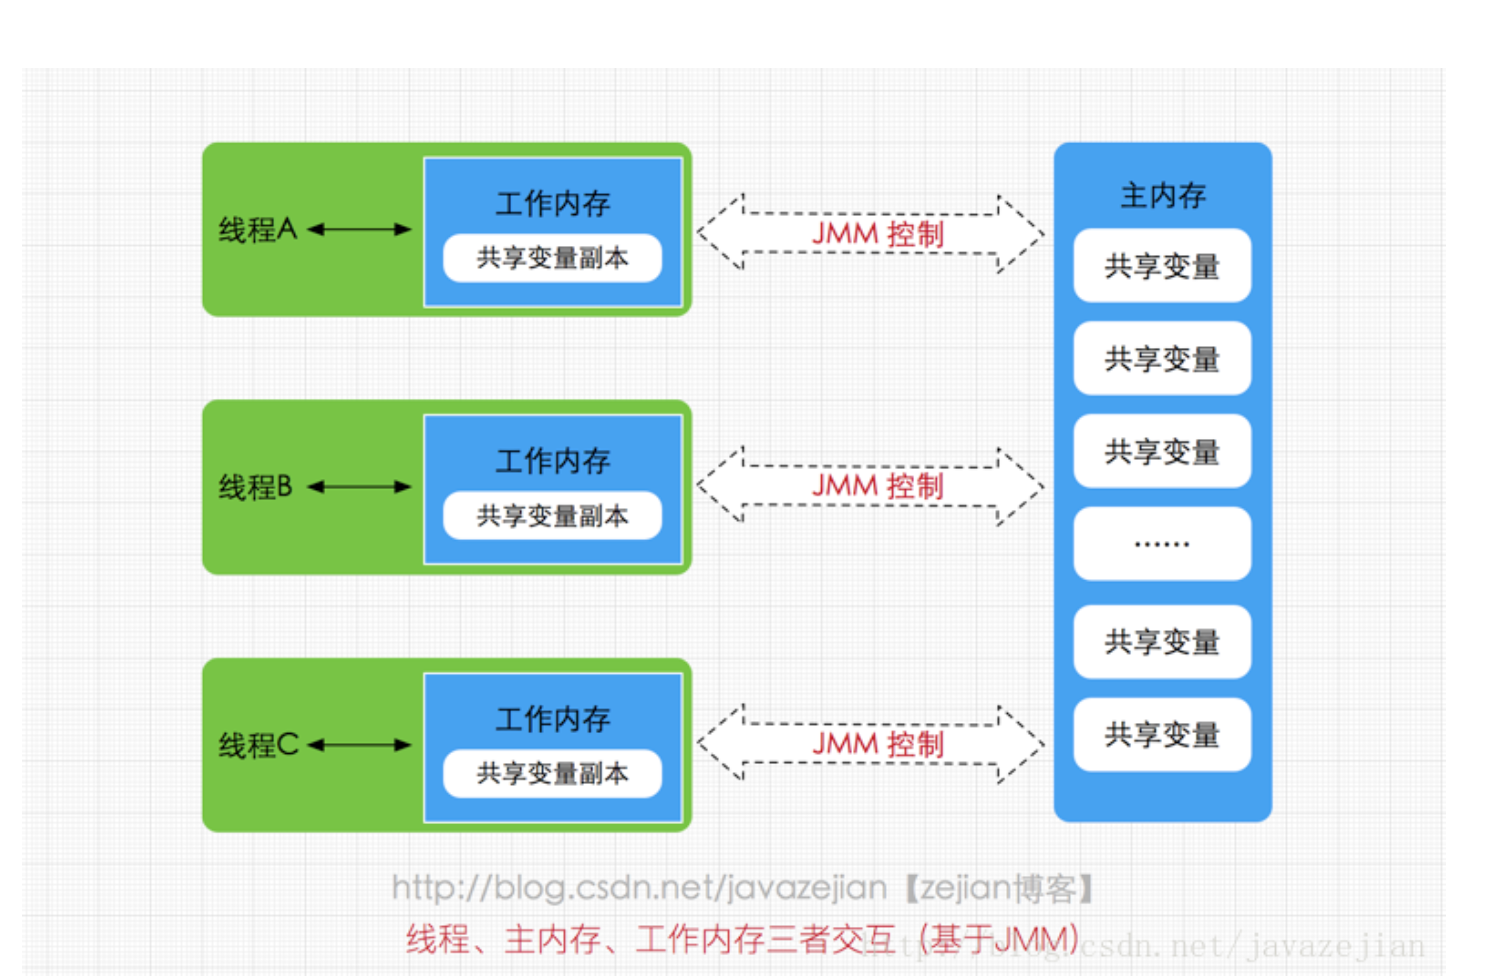 工作内存
线程A
共享变量副本
JMM 控制
主内存
共享变量
共享变量
工作内存
线程B
共享变量副本
JMM 控制
共享变量
......
共享变量
工作内存
线程C
共享变量副本
JMM 控制
共享变量
http://blog.csdn.net/javazejian【zejian博客】
线程、主内存、工作内存三者交互（基于JMM）
http://blog.csdn.net/javazejian